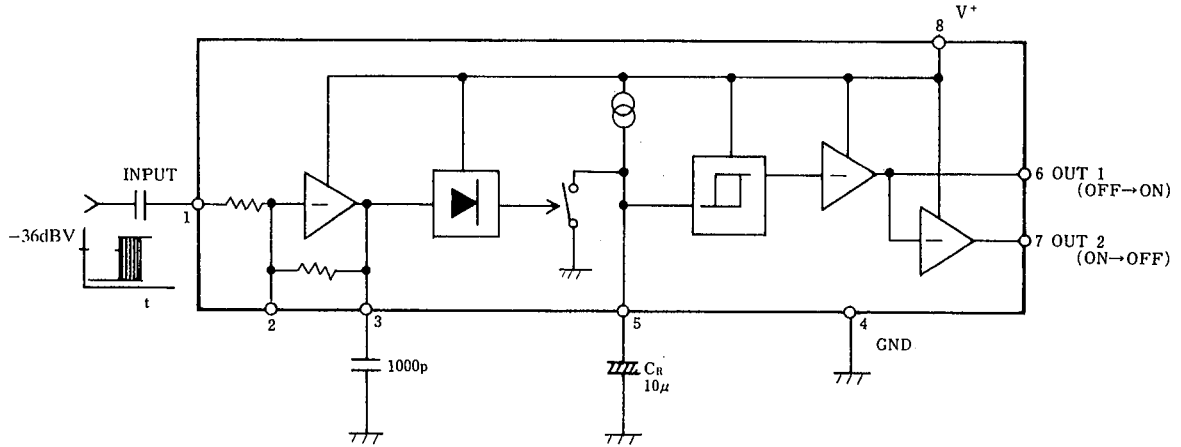 V+
8
INPUT
1
-36dBV
t
2
3
5
4
GND
6 OUT 1
(OFF→ON)
7 OUT 2
(ON→OFF)
1000p
CR
10μ